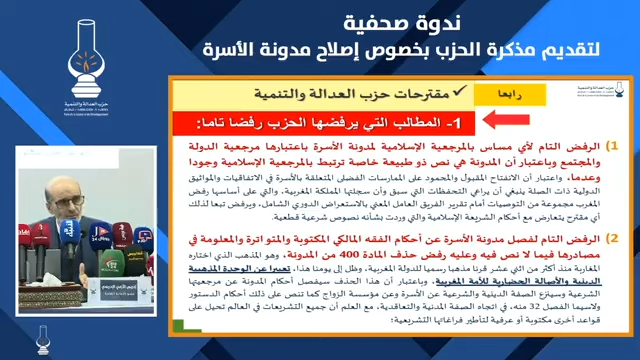 ندوة صحفية
لتقديم مذكرة الحزب بخصوص إصلاح مدونة الأسرة
حزب العدالة والتنمية
رابعا
✓ مقترحات حزب العدالة والتنمية
حزب العدالة والتنمية
1- المطالب التي يرفضها الحزب رفضا تاما:
1) الرفض التام لأي مساس بالمرجعية الإسلامية لمدونة الأسرة باعتبارها مرجعية الدولة
والمجتمع وباعتبار أن المدونة هي نص ذو طبيعة خاصة ترتبط بالمرجعية الإسلامية وجودا
وعدما، واعتبار أن الانفتاح المقبول والمحمود على الممارسات الفضلى المتعلقة بالأسرة في الاتفاقيات والمواثيق
الدولية ذات الصلة ينبغي أن يراعي التحفظات التي سبق وأن سجلتها المملكة المغربية، والتي على أساسها رفض
المغرب مجموعة من التوصيات أمام تقرير الفريق العامل المعني بالاستعراض الدوري الشامل، ويرفض تبعا لذلك
أي مقترح يتعارض مع أحكام الشريعة الإسلامية والتي وردت بشأنه نصوص شرعية قطعية.
2) الرفض التام لفصل مدونة الأسرة عن أحكام الفقه المالكي المكتوبة والمتواترة والمعلومة في
مصادرها فيما لا نص فيه وعليه رفض حذف المادة 400 من المدونة، وهو المذهب الذي اختاره
المغاربة منذ أكثر من اثني عشر قرنا مذهبا رسميا للدولة المغربية، وظل إلى يومنا هذا، تعبيرا عن الوحدة المذهبية
الدينية والأصالة الحضارية للأمة المغربية، وباعتبار أن هذا الحذف سيفصل أحكام المدونة عن مرجعيتها
الشرعية وسينزع الصفة الدينية والشرعية عن الأسرة وعن مؤسسة الزواج كما تنص على ذلك أحكام الدستور
ولاسيما الفصل 32 منه، في اتجاه الصفة المدنية والتعاقدية، مع العلم أن جميع التشريعات في العالم تحيل على
قواعد أخرى مكتوبة أو عرفية لتأطير فراغاتها التشريعية؛